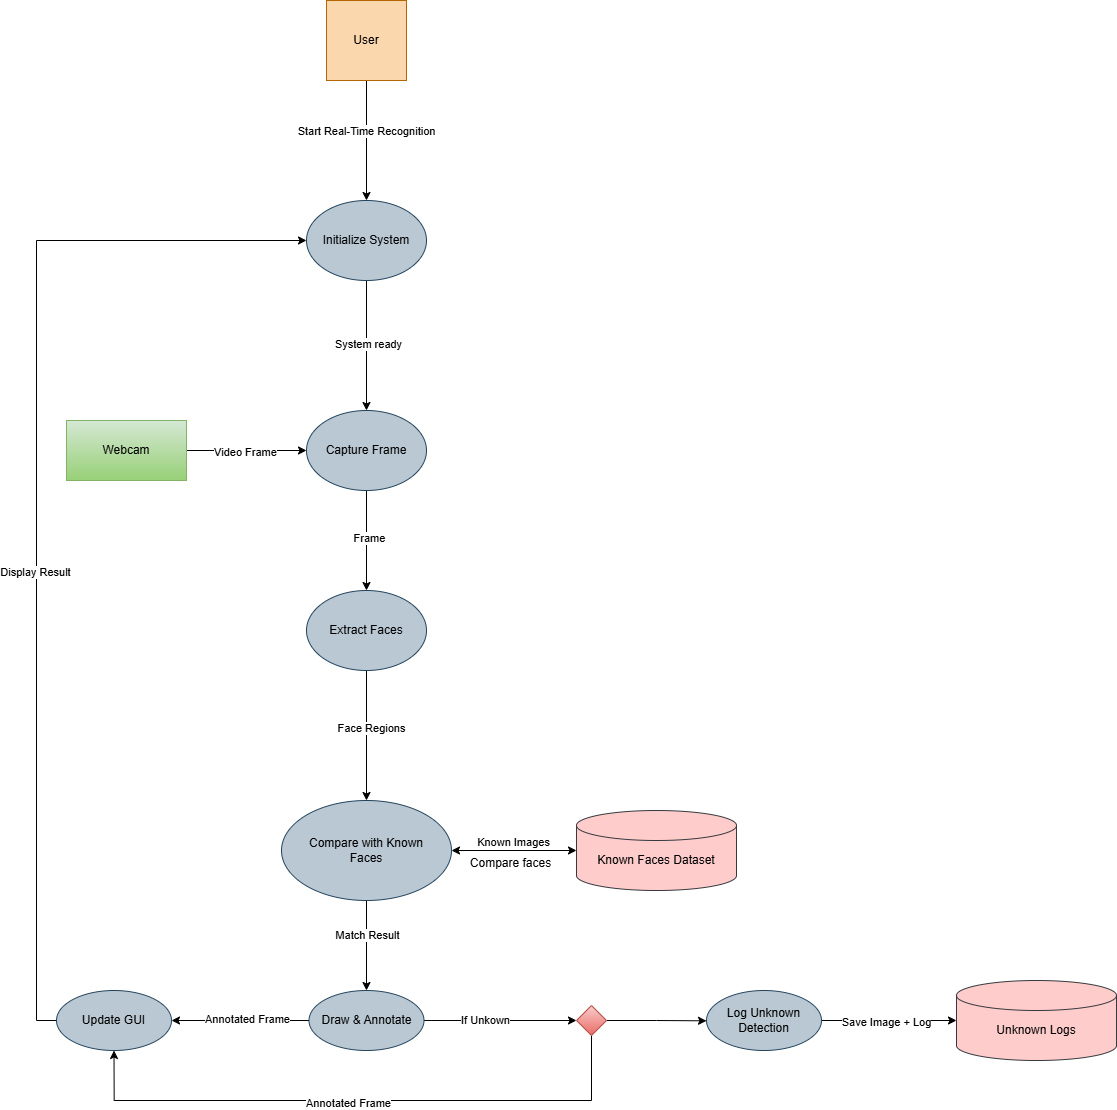 User
Start Real-Time Recognition
Initialize System
System ready
Webcam
Video Frame
Capture Frame
Frame
Display Result
Extract Faces
Face Regions
Compare with Known
Faces
Known Images
Compare faces
Known Faces Dataset
Match Result
Update GUI
Annotated Frame
Draw & Annotate
If Unkown
Log Unknown
Detection
Save Image + Log
Unknown Logs
Annotated Frame